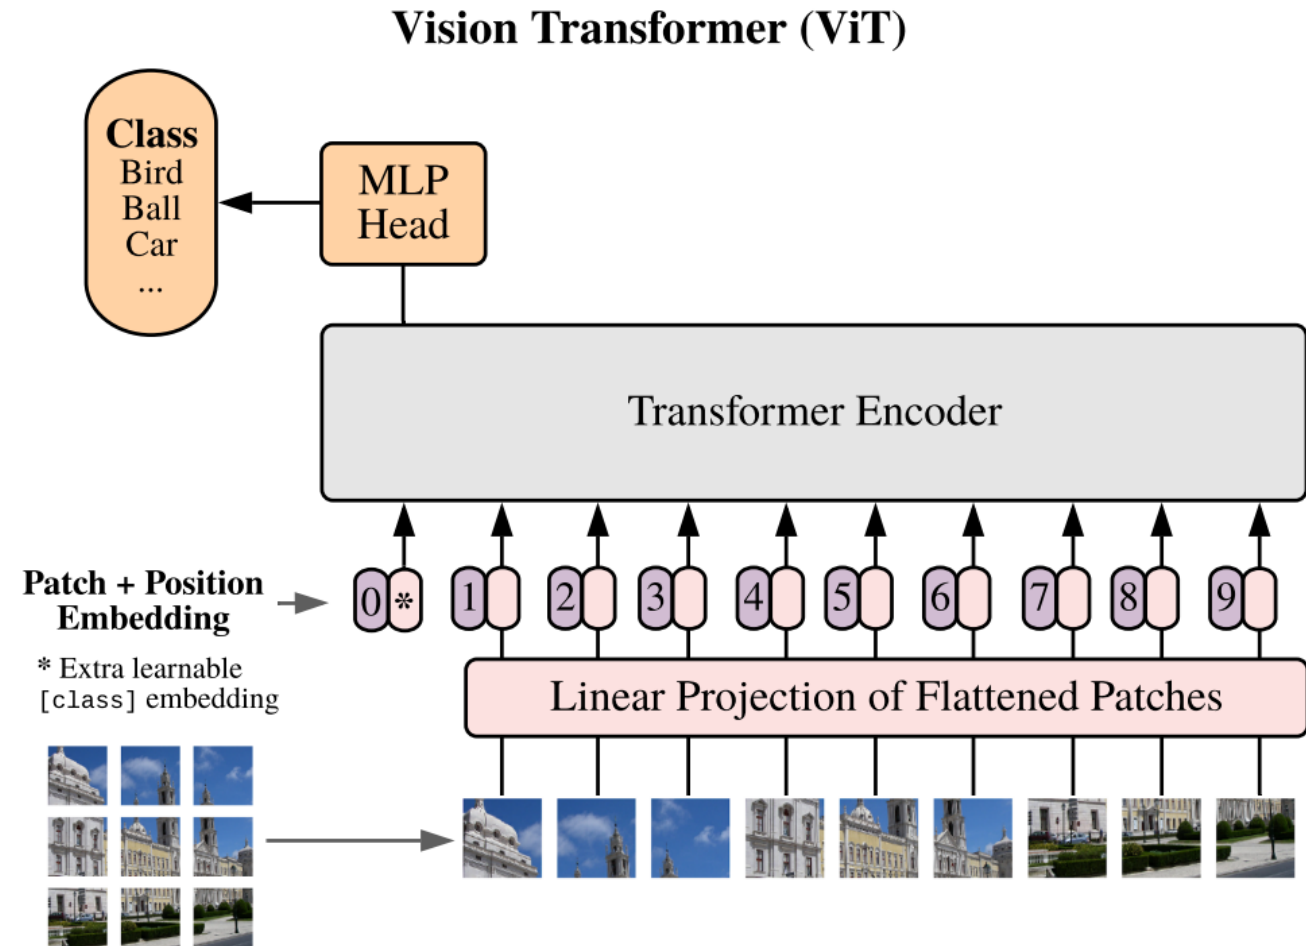 Vision Transformer (ViT)
Class
Bird
Ball
Car
...
MLP
Head
Transformer Encoder
Patch + Position
Embedding
0 * 1 2 3 4 5 6 7 8 9
* Extra learnable
[class] embedding
Linear Projection of Flattened Patches